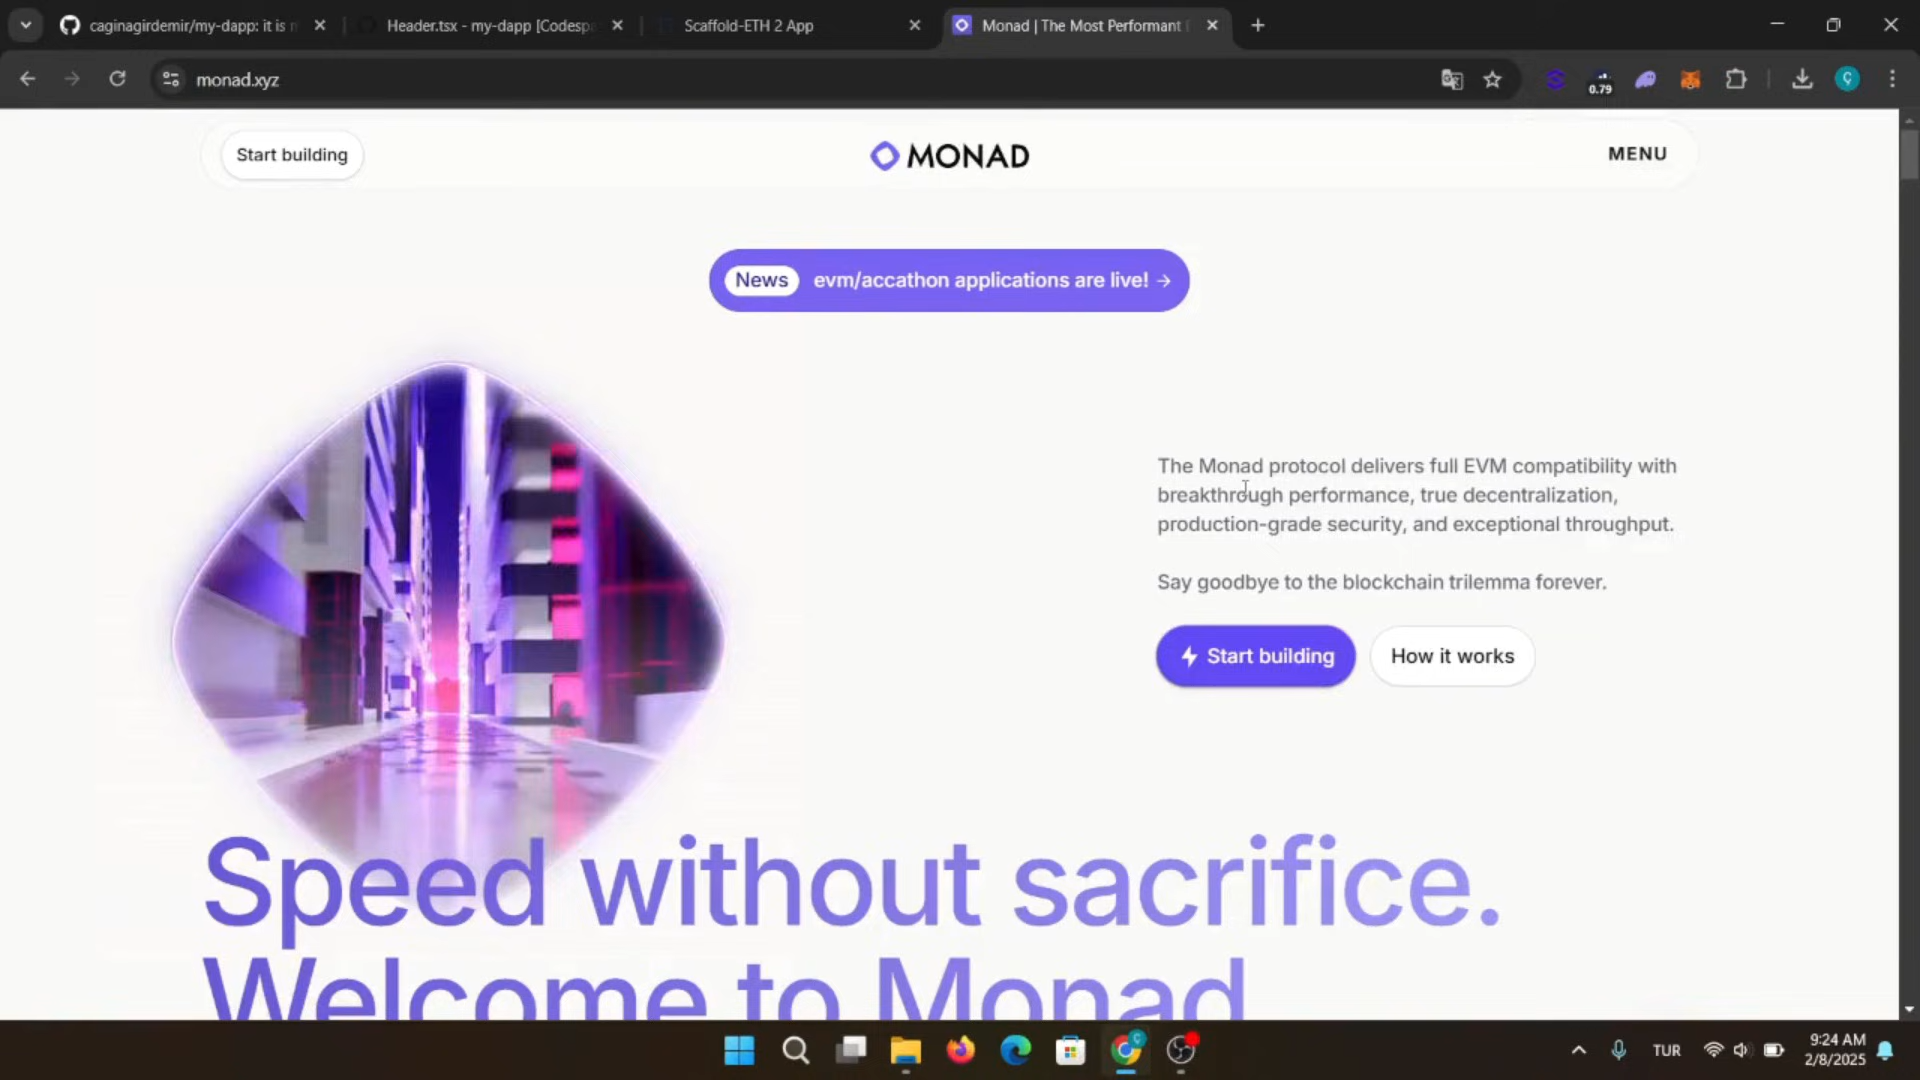 caginagirdemir/my-dapp: it is
Header.tsx - my-dapp [Codesp
Scaffold-ETH 2 App
Monad | The Most Performant
monad.xyz
0.79
Ç
Start building
MONAD
MENU
News evm/accathon applications are live! →
The Monad protocol delivers full EVM compatibility with
breakthrough performance, true decentralization,
production-grade security, and exceptional throughput.
Say goodbye to the blockchain trilemma forever.
Start building
How it works
Speed without sacrifice.
Welcome to Monad
TUR
9:24 AM
2/8/2025